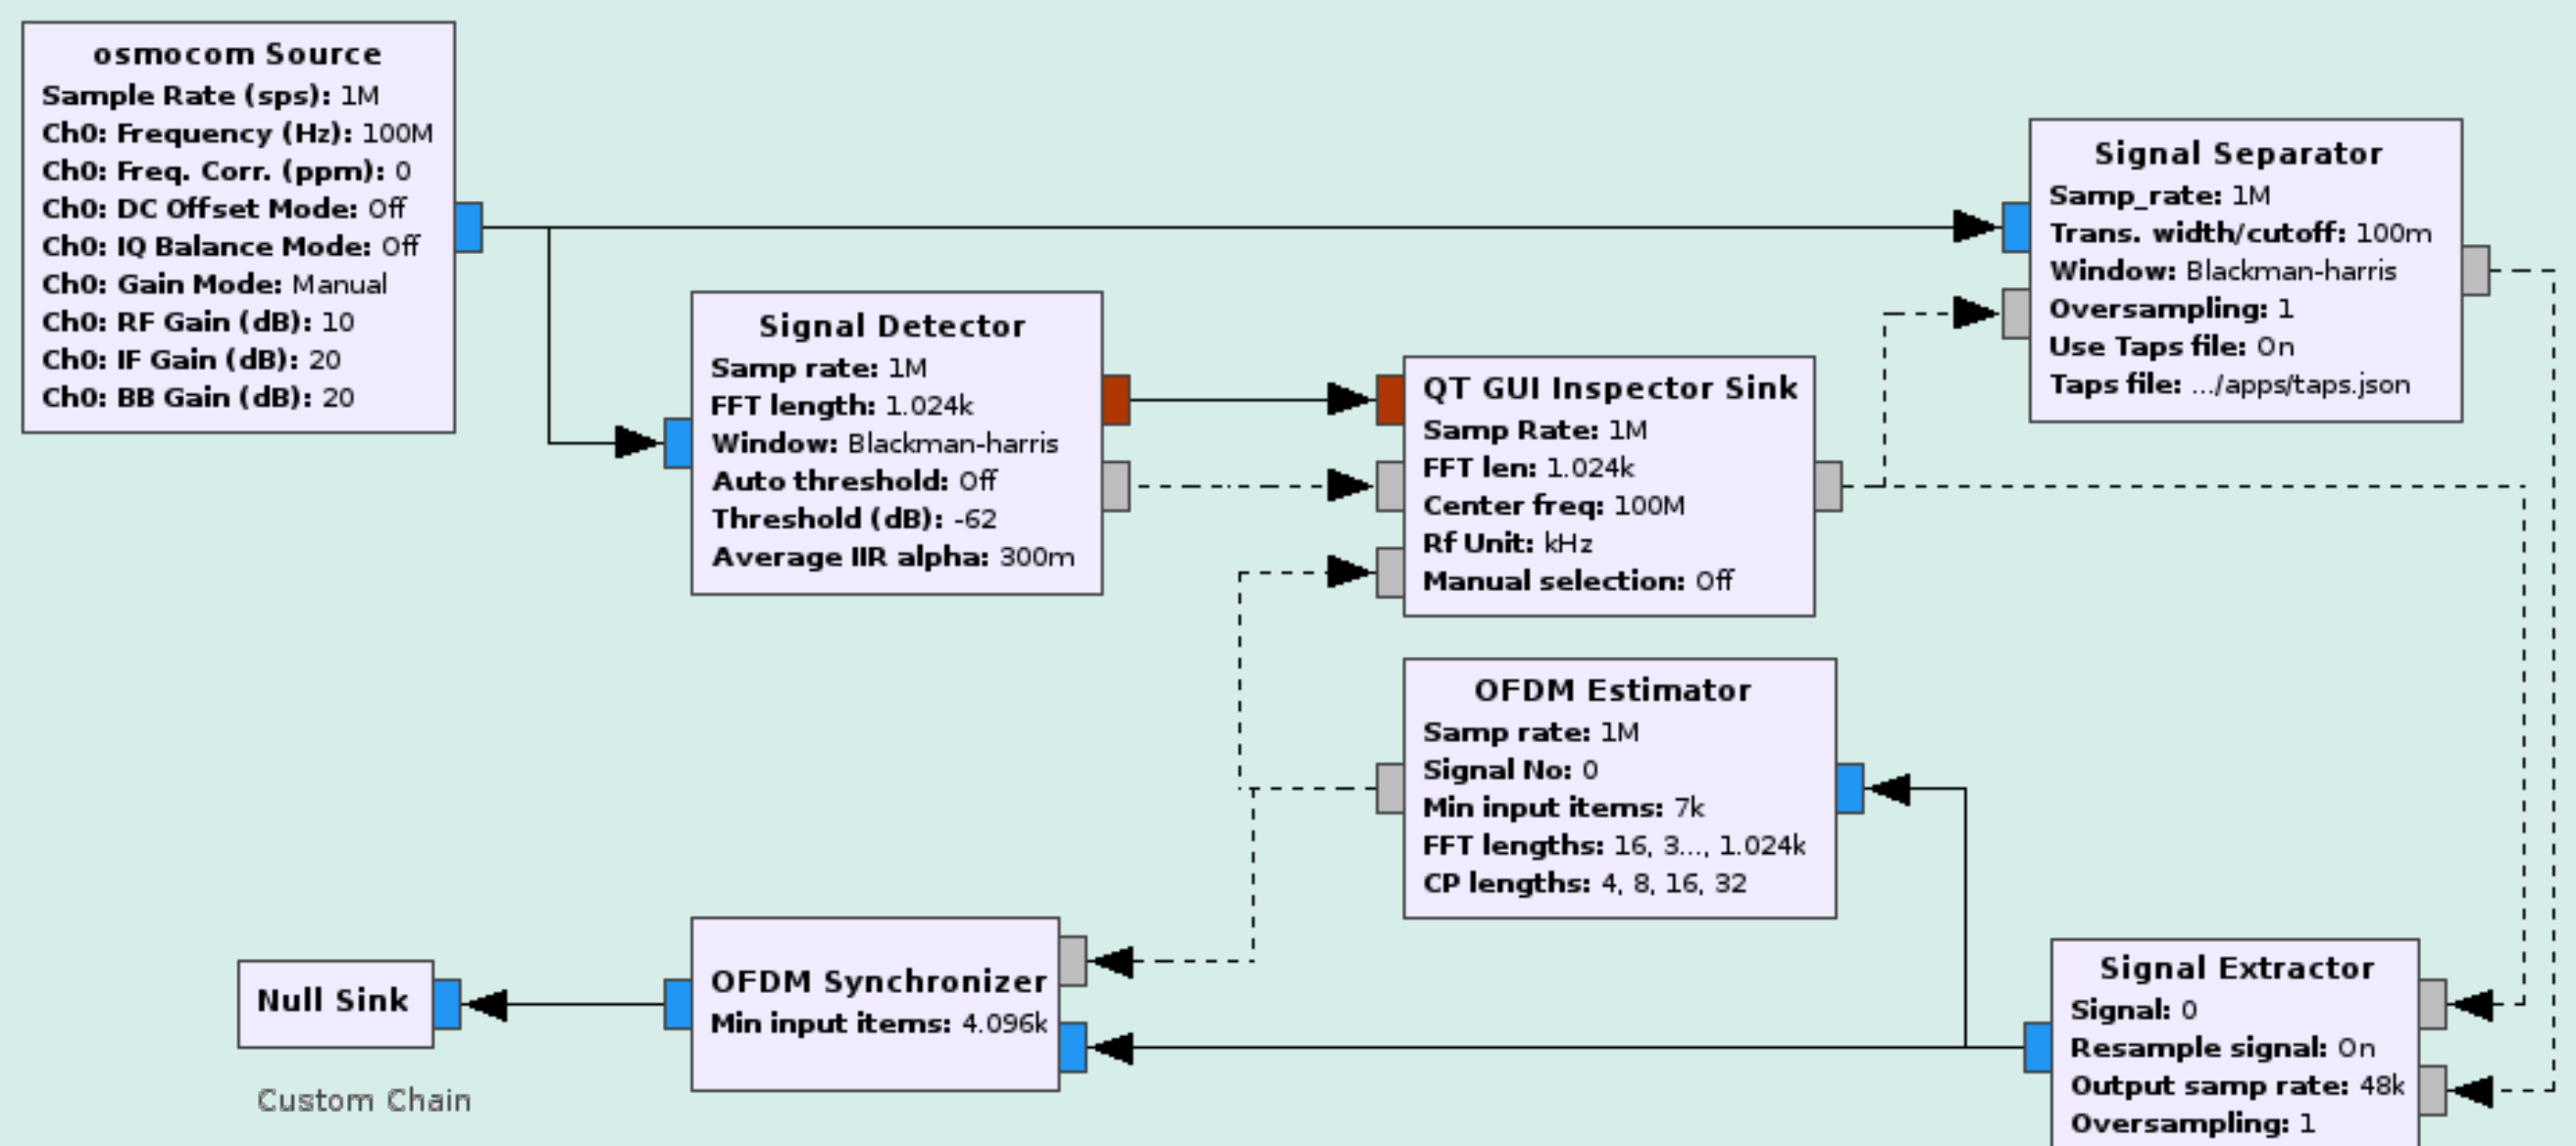 osmocom Source
Sample Rate (sps): 1M
Ch0: Frequency (Hz): 100M
Ch0: Freq. Corr. (ppm): 0
Ch0: DC Offset Mode: Off
Ch0: IQ Balance Mode: Off
Ch0: Gain Mode: Manual
Ch0: RF Gain (dB): 10
Ch0: IF Gain (dB): 20
Ch0: BB Gain (dB): 20
Signal Detector
Samp rate: 1M
FFT length: 1.024k
Window: Blackman-harris
Auto threshold: Off
Threshold (dB): -62
Average IIR alpha: 300m
QT GUI Inspector Sink
Samp Rate: 1M
FFT len: 1.024k
Center freq: 100M
Rf Unit: kHz
Manual selection: Off
Signal Separator
Samp_rate: 1M
Trans. width/cutoff: 100m
Window: Blackman-harris
Oversampling: 1
Use Taps file: On
Taps file: .../apps/taps.json
OFDM Estimator
Samp rate: 1M
Signal No: 0
Min input items: 7k
FFT lengths: 16, 3..., 1.024k
CP lengths: 4, 8, 16, 32
Signal Extractor
Signal: 0
Resample signal: On
Output samp rate: 48k
Oversampling: 1
OFDM Synchronizer
Min input items: 4.096k
Null Sink
Custom Chain